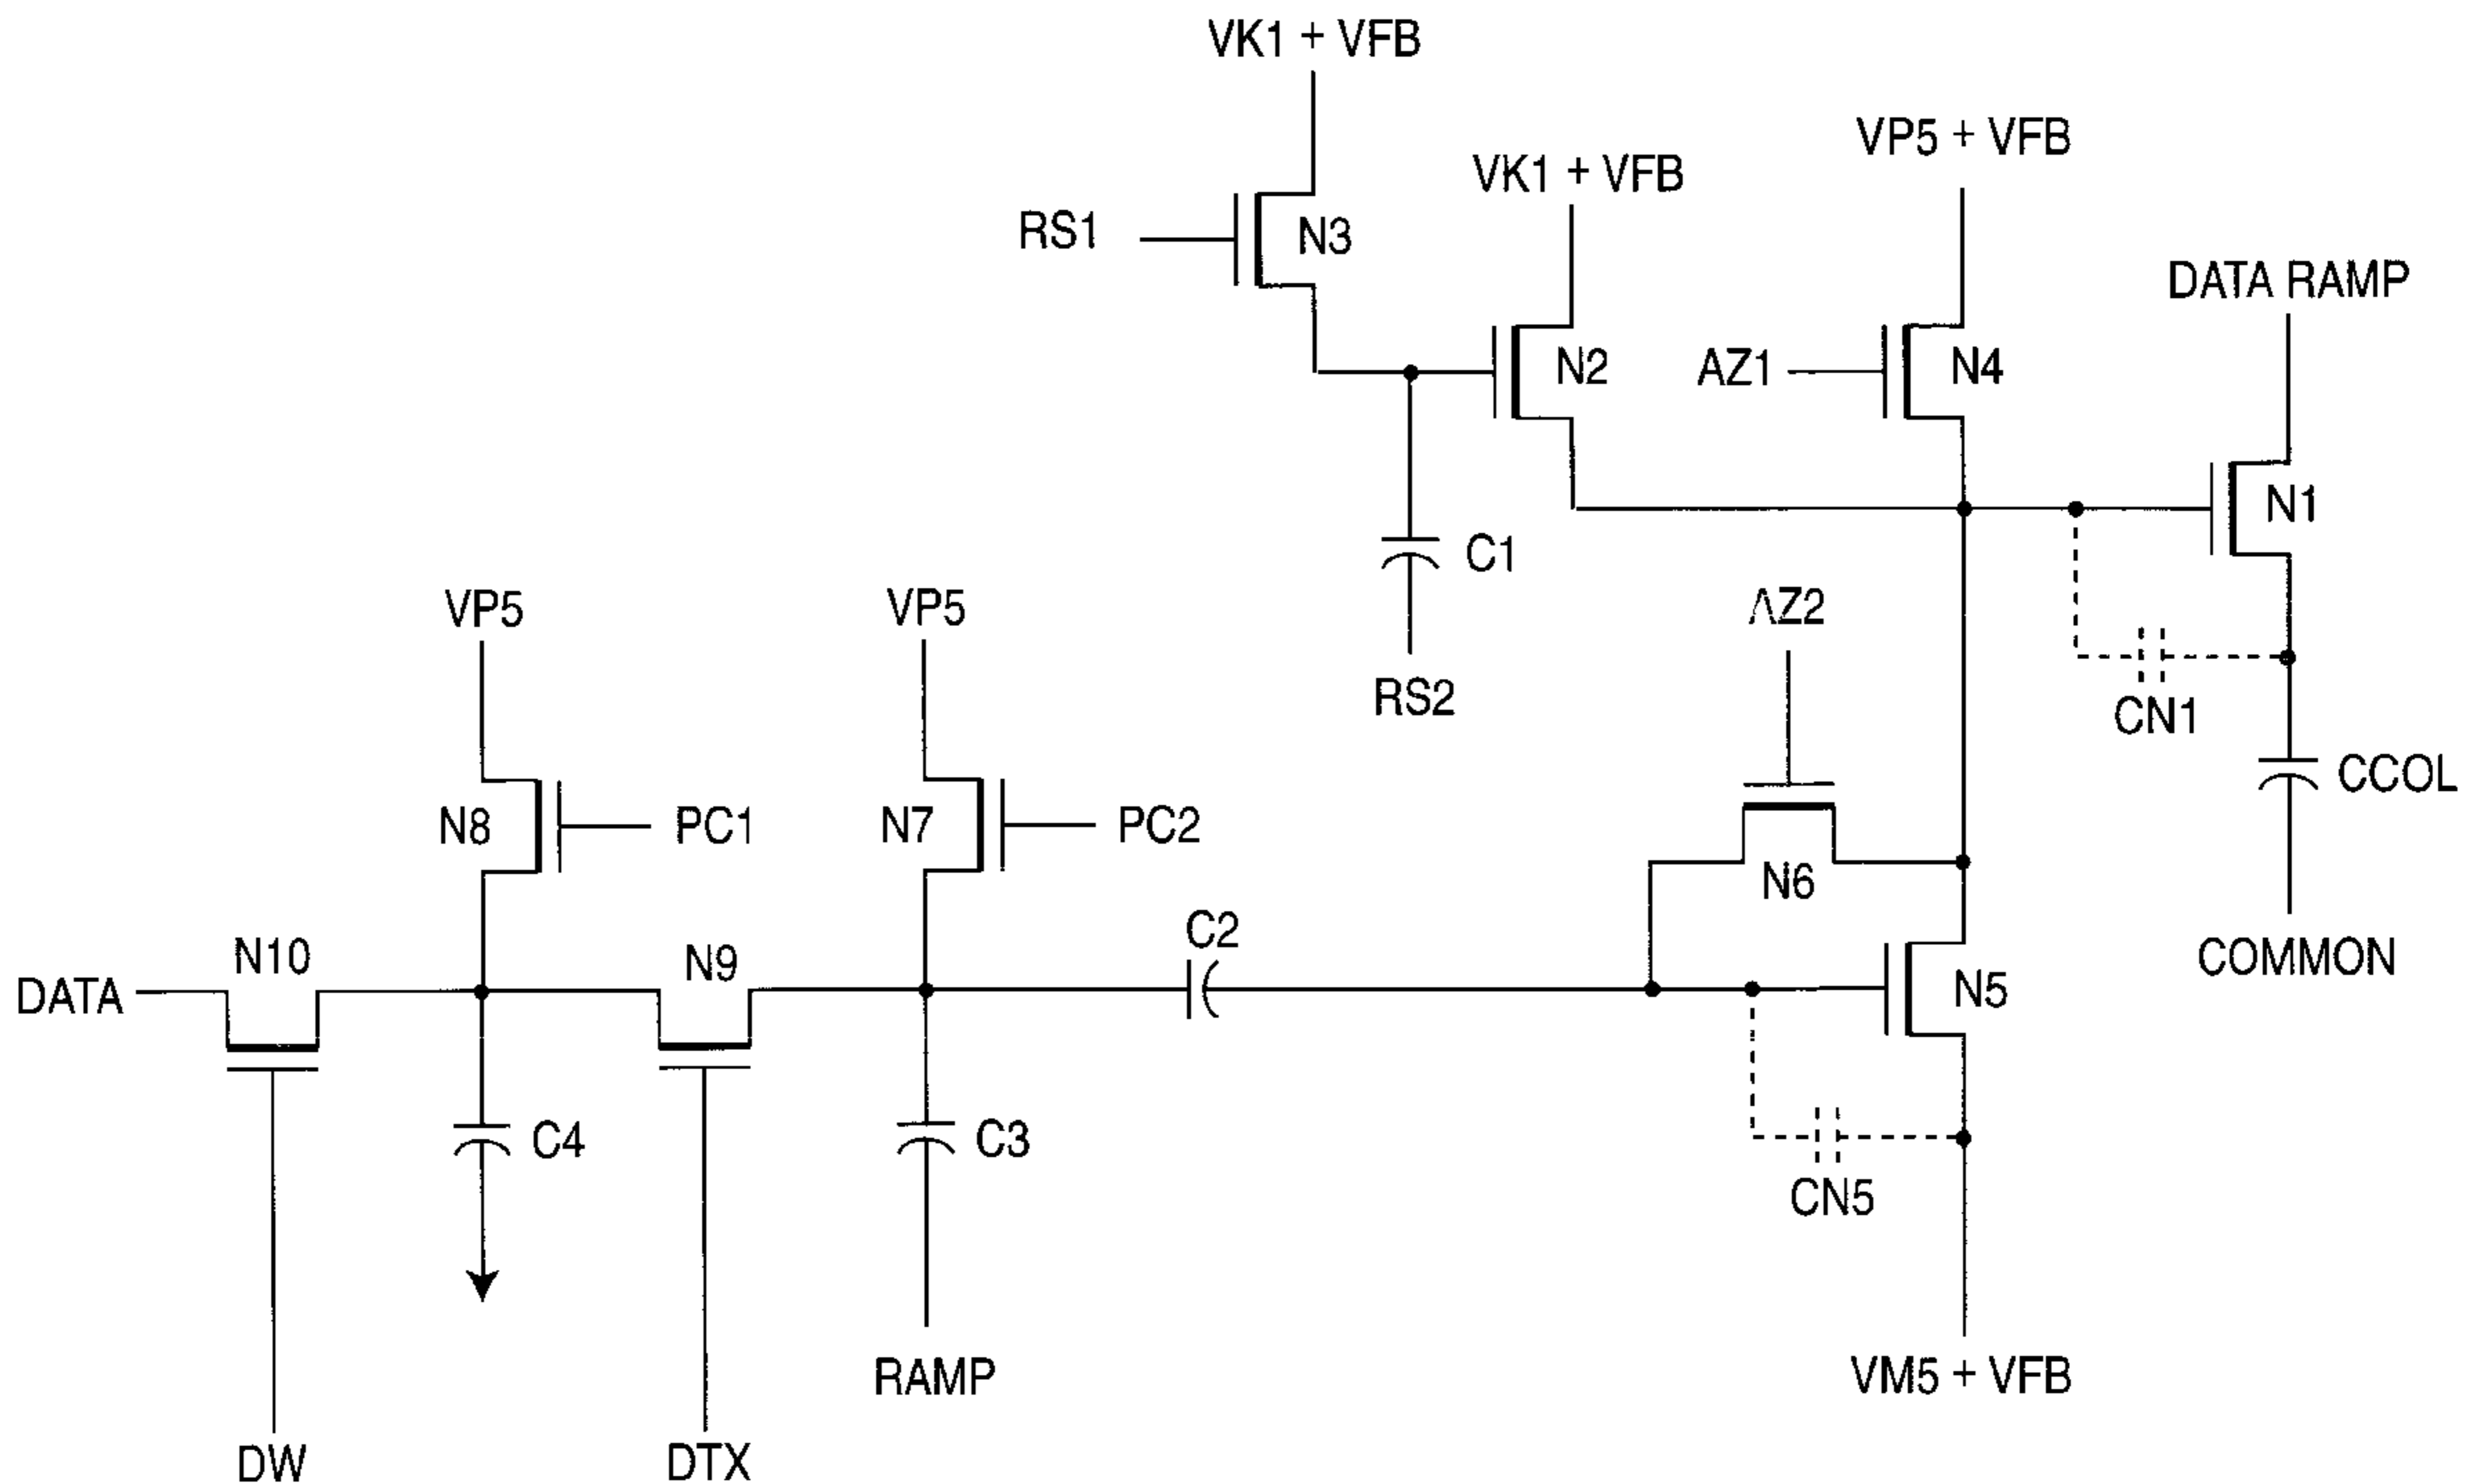 VK1 + VFB
VP5 + VFB
VK1 + VFB
RS1
N3
DATA RAMP
N2
AZ1
N4
N1
C1
VP5
VP5
AZ2
RS2
CN1
CCOL
N8
PC1
N7
PC2
N6
C2
N10
N9
COMMON
DATA
N5
C4
C3
CN5
RAMP
VM5 + VFB
DW
DTX